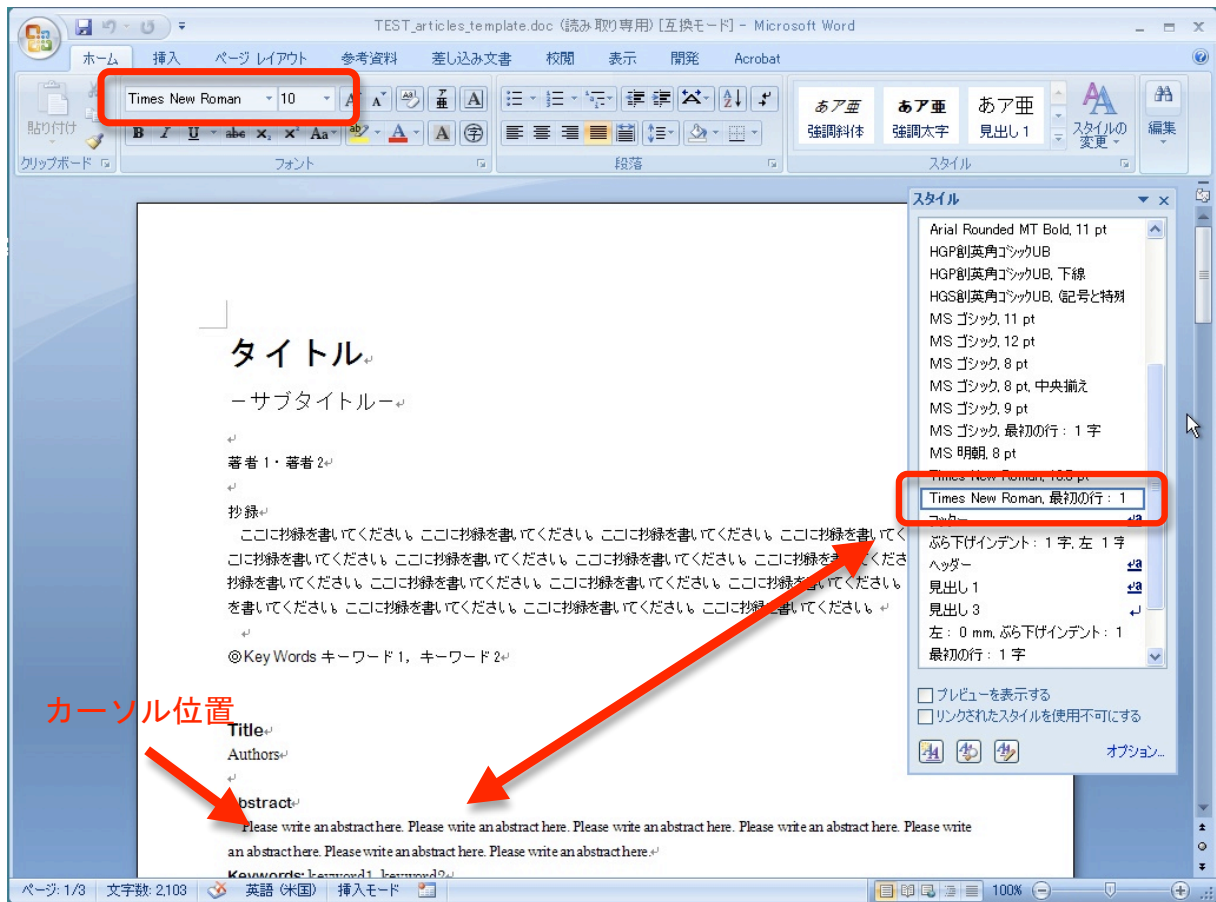 TEST_articles_template.doc (読み取り専用) [互換モード] - Microsoft Word
ホーム 挿入 ページ レイアウト 参考資料 差し込み文書 校閲 表示 開発 Acrobat
Times New Roman 10
貼り付け
B I U abc X₂ X² Aa A A 字
あア亜 あア亜 あア亜
強調斜体 強調太字 見出し 1
スタイルの
変更
編集
クリップボード フォント 段落 スタイル
スタイル
Arial Rounded MT Bold, 11 pt
HGP創英角ゴシックUB
HGP創英角ゴシックUB, 下線
HGS創英角ゴシックUB, (記号と特殊
MS ゴシック, 11 pt
MS ゴシック, 12 pt
MS ゴシック, 8 pt
MS ゴシック, 8 pt, 中央揃え
MS ゴシック, 9 pt
MS ゴシック, 最初の行 : 1 字
MS 明朝, 8 pt
Times New Roman, 10.5 pt
Times New Roman, 最初の行 : 1
フッター
ぶら下げインデント : 1 字, 左 1 字
ヘッダー
見出し 1
見出し 3
左 : 0 mm, ぶら下げインデント : 1
最初の行 : 1 字
プレビューを表示する
リンクされたスタイルを使用不可にする
オプション...
タイトル
－サブタイトルー
著者 1・著者 2
抄録
ここに抄録を書いてください。ここに抄録を書いてください。ここに抄録を書いてください。ここに抄録を書いてく
ここに抄録を書いてください。ここに抄録を書いてください。ここに抄録を書いてください。ここに抄録を書いてくださ
抄録を書いてください。ここに抄録を書いてください。ここに抄録を書いてください。ここに抄録を書いてください。
を書いてください。ここに抄録を書いてください。ここに抄録を書いてください。ここに抄録を書いてください。
◎Key Words キーワード 1, キーワード 2
カーソル位置
Title
Authors
Abstract
Please write an abstract here. Please write an abstract here. Please write an abstract here. Please write an abstract here. Please write
an abstract here. Please write an abstract here. Please write an abstract here.
Keywords: keyword1, keyword2
ページ: 1/3 文字数: 2,103 英語 (米国) 挿入モード 100%